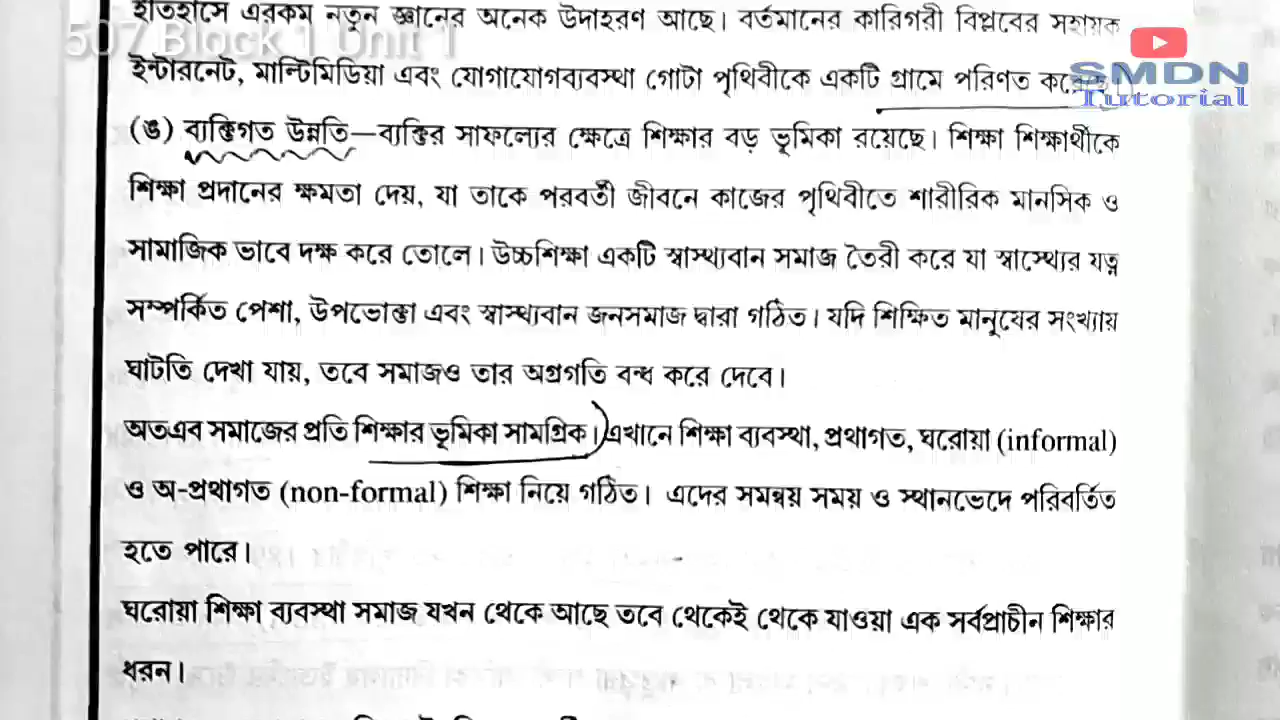 ইতিহাসে এরকম নতুন জ্ঞানের অনেক উদাহরণ আছে। বর্তমানের কারিগরী বিপ্লবের সহায়ক
507 Block 1 Unit 1
ইন্টারনেট, মাল্টিমিডিয়া এবং যোগাযোগব্যবস্থা গোটা পৃথিবীকে একটি গ্রামে পরিণত
SMDN
Tutorial
(ঙ) ব্যক্তিগত উন্নতি—ব্যক্তির সাফল্যের ক্ষেত্রে শিক্ষার বড় ভূমিকা রয়েছে। শিক্ষা শিক্ষার্থীকে
শিক্ষা প্রদানের ক্ষমতা দেয়, যা তাকে পরবর্তী জীবনে কাজের পৃথিবীতে শারীরিক মানসিক ও
সামাজিক ভাবে দক্ষ করে তোলে। উচ্চশিক্ষা একটি স্বাস্থ্যবান সমাজ তৈরী করে যা স্বাস্থ্যের যত্ন
সম্পর্কিত পেশা, উপভোক্তা এবং স্বাস্থ্যবান জনসমাজ দ্বারা গঠিত। যদি শিক্ষিত মানুষের সংখ্যায়
ঘাটতি দেখা যায়, তবে সমাজও তার অগ্রগতি বন্ধ করে দেবে।
অতএব সমাজের প্রতি শিক্ষার ভূমিকা সামগ্রিক। এখানে শিক্ষা ব্যবস্থা, প্রথাগত, ঘরোয়া (informal)
ও অ-প্রথাগত (non-formal) শিক্ষা নিয়ে গঠিত। এদের সমন্বয় সময় ও স্থানভেদে পরিবর্তিত
হতে পারে।
ঘরোয়া শিক্ষা ব্যবস্থা সমাজ যখন থেকে আছে তবে থেকেই থেকে যাওয়া এক সর্বপ্রাচীন শিক্ষার
ধরন।